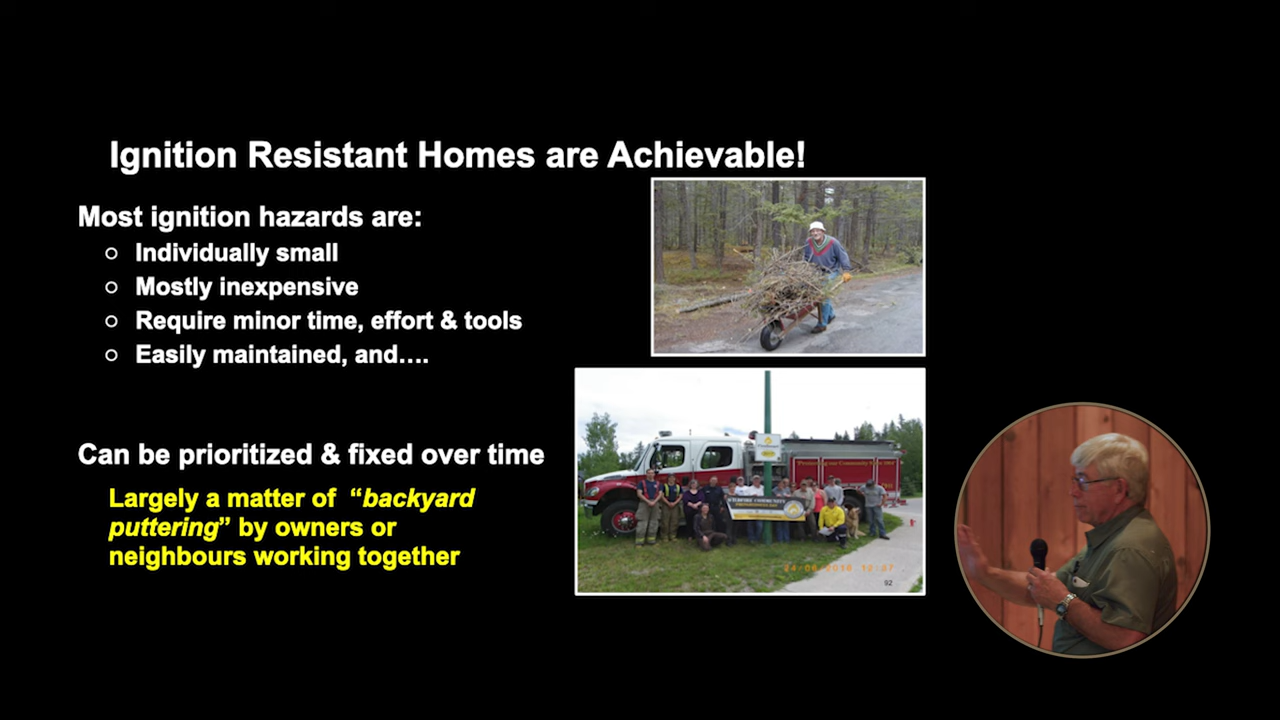 Ignition Resistant Homes are Achievable!
Most ignition hazards are:
○ Individually small
○ Mostly inexpensive
○ Require minor time, effort & tools
○ Easily maintained, and….
Can be prioritized & fixed over time
Largely a matter of “backyard
puttering” by owners or
neighbours working together
92